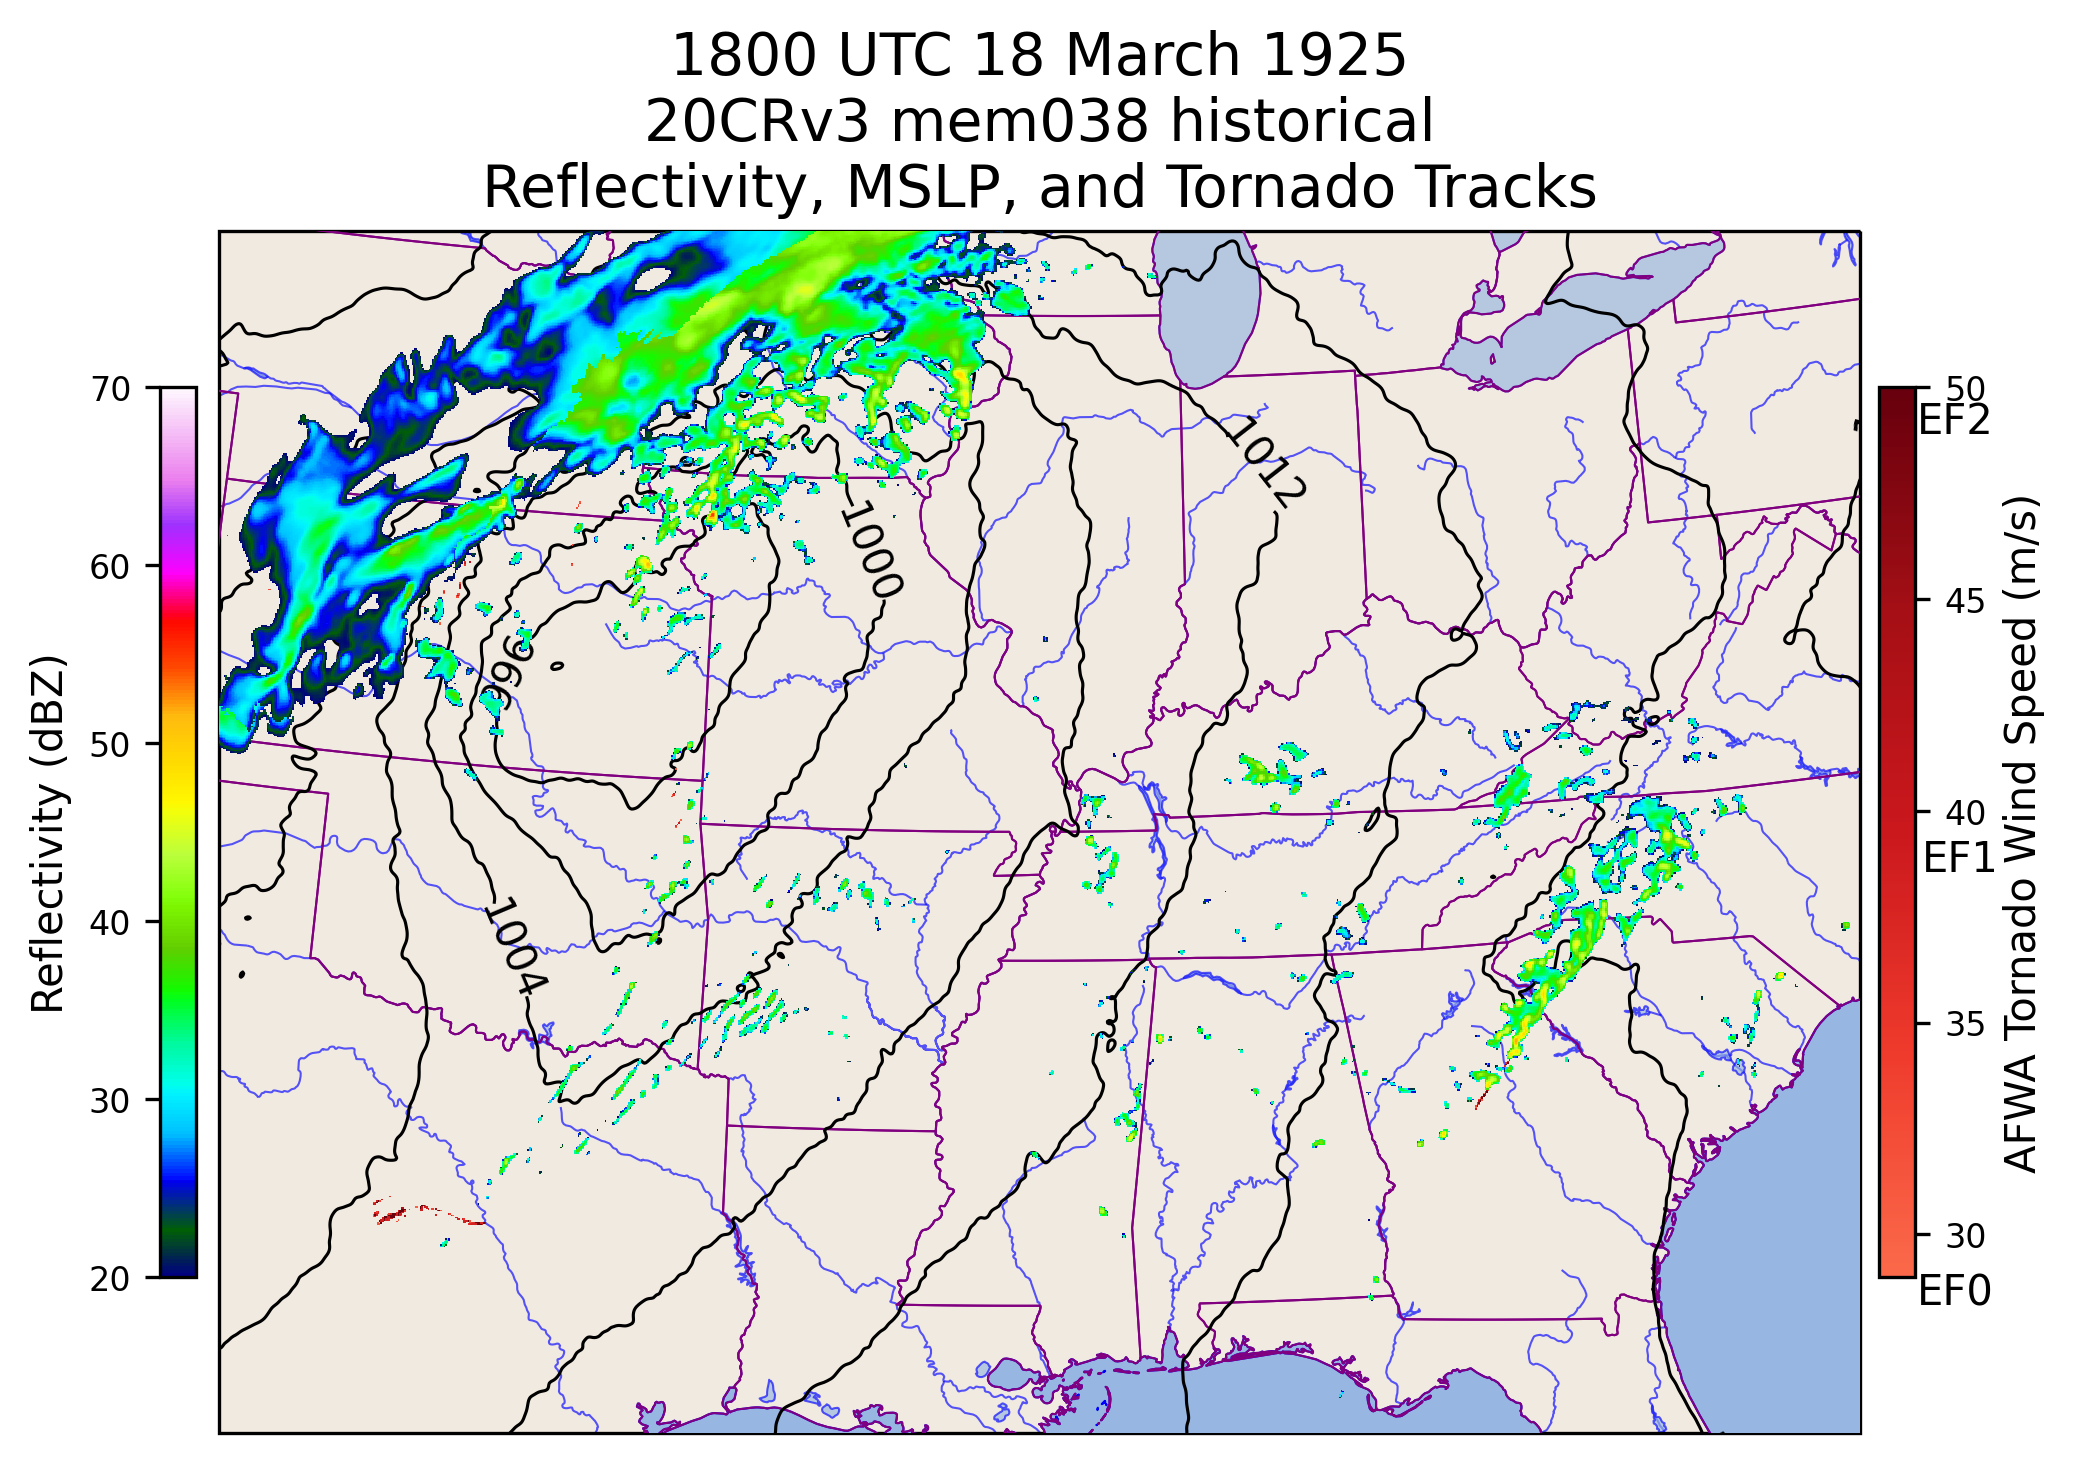 1800 UTC 18 March 1925
20CRv3 mem038 historical
Reflectivity, MSLP, and Tornado Tracks
Reflectivity (dBZ)
70
60
50
40
30
20
1012
1000
996
1004
50
EF2
45
40
EF1
35
30
EF0
AFWA Tornado Wind Speed (m/s)